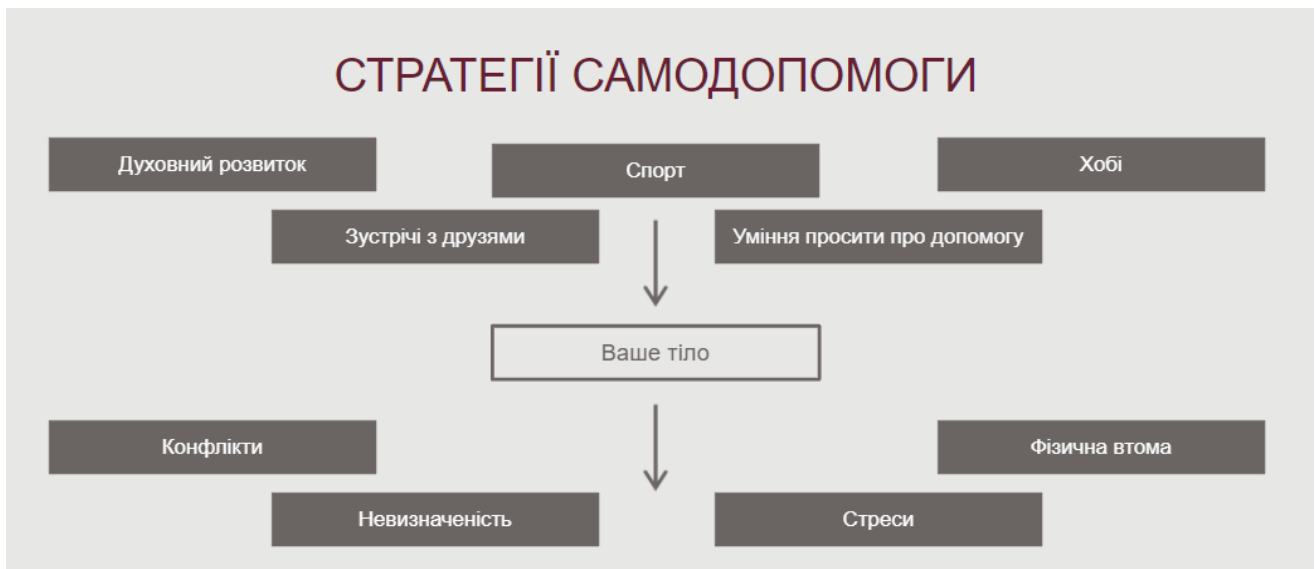 СТРАТЕГІЇ САМОДОПОМОГИ
Духовний розвиток
Спорт
Хобі
Зустрічі з друзями
Уміння просити про допомогу
Ваше тіло
Конфлікти
Фізична втома
Невизначеність
Стреси